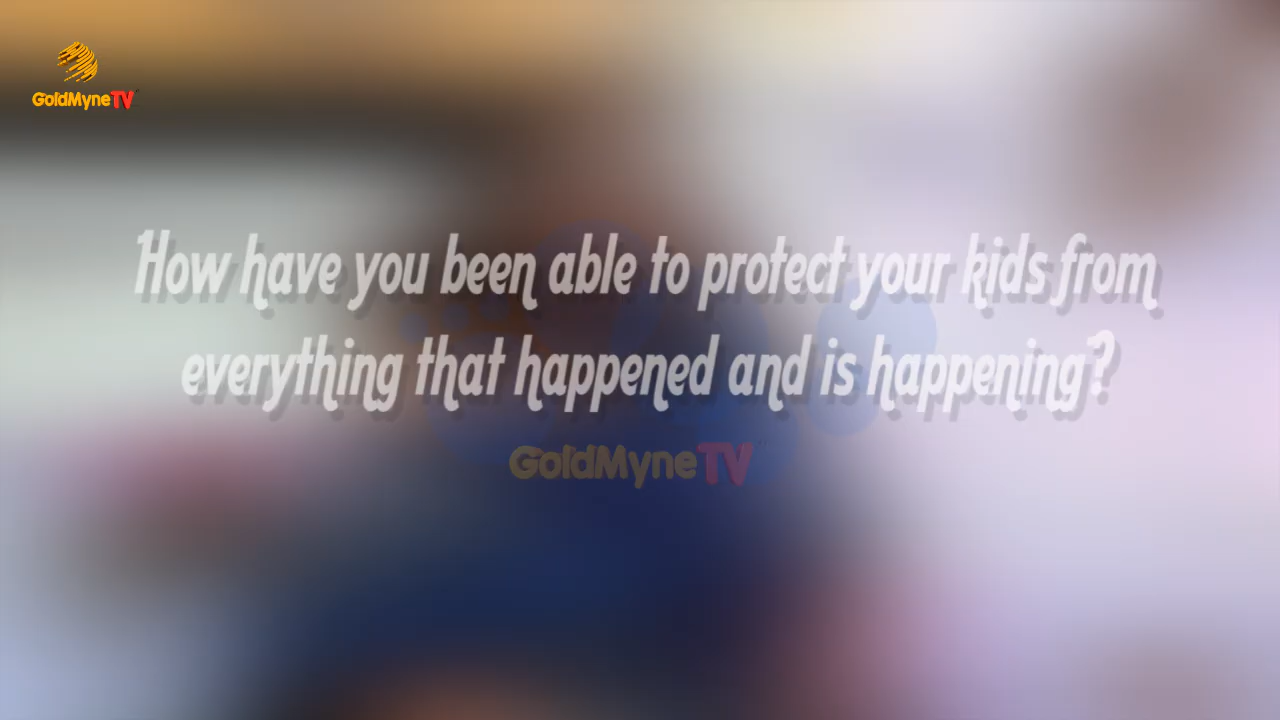 GoldMyneTV
How have you been able to protect your kids from
everything that happened and is happening?
GoldMyneTV